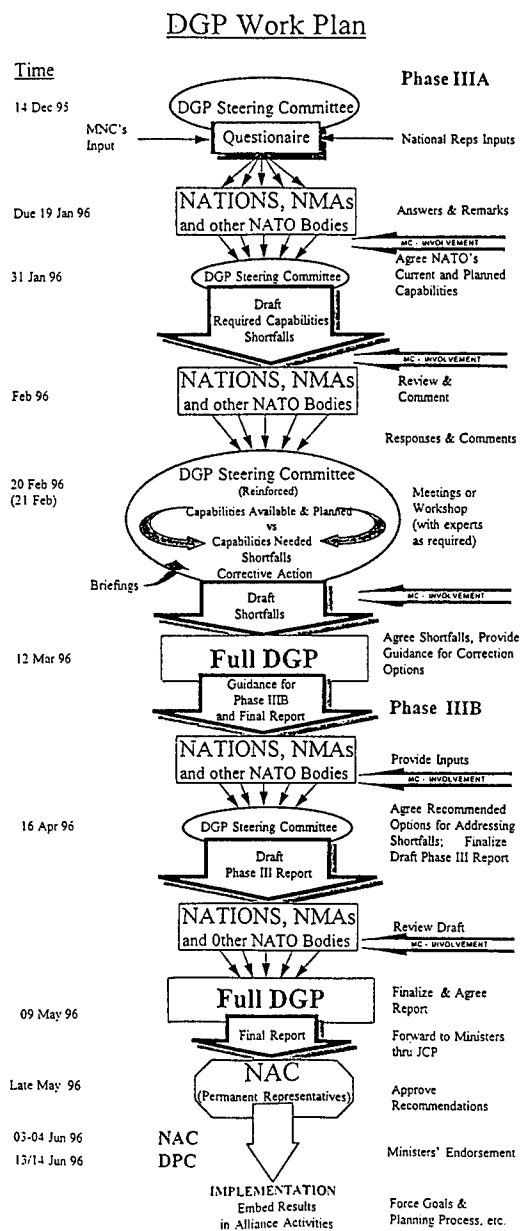 DGP Work Plan
Time
Phase IIIA
14 Dec 95
DGP Steering Committee
MNC's
Input
Questionaire
National Reps Inputs
Due 19 Jan 96
NATIONS, NMAs
and other NATO Bodies
Answers & Remarks
MC - INVOLVEMENT
31 Jan 96
DGP Steering Committee
Agree NATO's
Current and Planned
Capabilities
Draft
Required Capabilities
Shortfalls
MC - INVOLVEMENT
Feb 96
NATIONS, NMAs
and other NATO Bodies
Review &
Comment
Responses & Comments
20 Feb 96
(21 Feb)
DGP Steering Committee
(Reinforced)
Capabilities Available & Planned
vs
Capabilities Needed
Shortfalls
Corrective Action
Meetings or
Workshop
(with experts
as required)
Briefings
Draft
Shortfalls
MC - INVOLVEMENT
12 Mar 96
Full DGP
Agree Shortfalls, Provide
Guidance for Correction
Options
Guidance for
Phase IIIB
and Final Report
Phase IIIB
NATIONS, NMAs
and other NATO Bodies
Provide Inputs
MC - INVOLVEMENT
16 Apr 96
DGP Steering Committee
Agree Recommended
Options for Addressing
Shortfalls; Finalize
Draft Phase III Report
Draft
Phase III Report
NATIONS, NMAs
and 0ther NATO Bodies
Review Draft
MC - INVOLVEMENT
09 May 96
Full DGP
Finalize & Agree
Report
Final Report
Forward to Ministers
thru JCP
Late May 96
NAC
(Permanent Representatives)
Approve
Recommendations
03-04 Jun 96
NAC
13/14 Jun 96
DPC
Ministers' Endorsement
IMPLEMENTATION
Embed Results
in Alliance Activities
Force Goals &
Planning Process, etc.